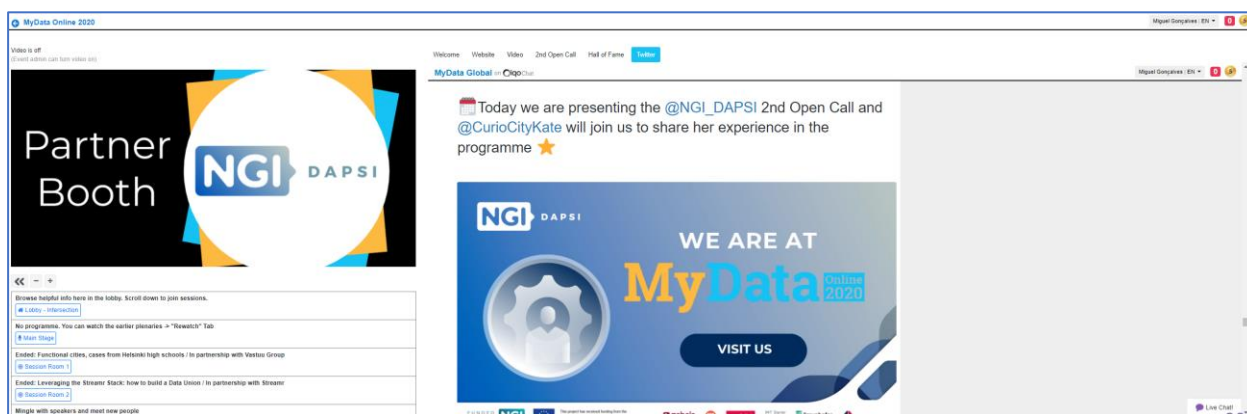 MyData Online 2020
Miguel Gonçalves | EN
0
Video is off
(Event admin can turn video on)
Partner
Booth
NGI DAPSI
Browse helpful info here in the lobby. Scroll down to join sessions.
Lobby - Intersection
No programme. You can watch the earlier plenaries -> "Rewatch" Tab
Main Stage
Ended: Functional cities, cases from Helsinki high schools / In partnership with Vastuu Group
Session Room 1
Ended: Leveraging the Streamr Stack: how to build a Data Union / In partnership with Streamr
Session Room 2
Mingle with speakers and meet new people
Welcome Website Video 2nd Open Call Hall of Fame Twitter
MyData Global on QiqoChat
Miguel Gonçalves | EN
0
Today we are presenting the @NGI_DAPSI 2nd Open Call and
@CurioCityKate will join us to share her experience in the
programme
NGI DAPSI
WE ARE AT
MyData Online
2020
VISIT US
NGI
Live Chat!